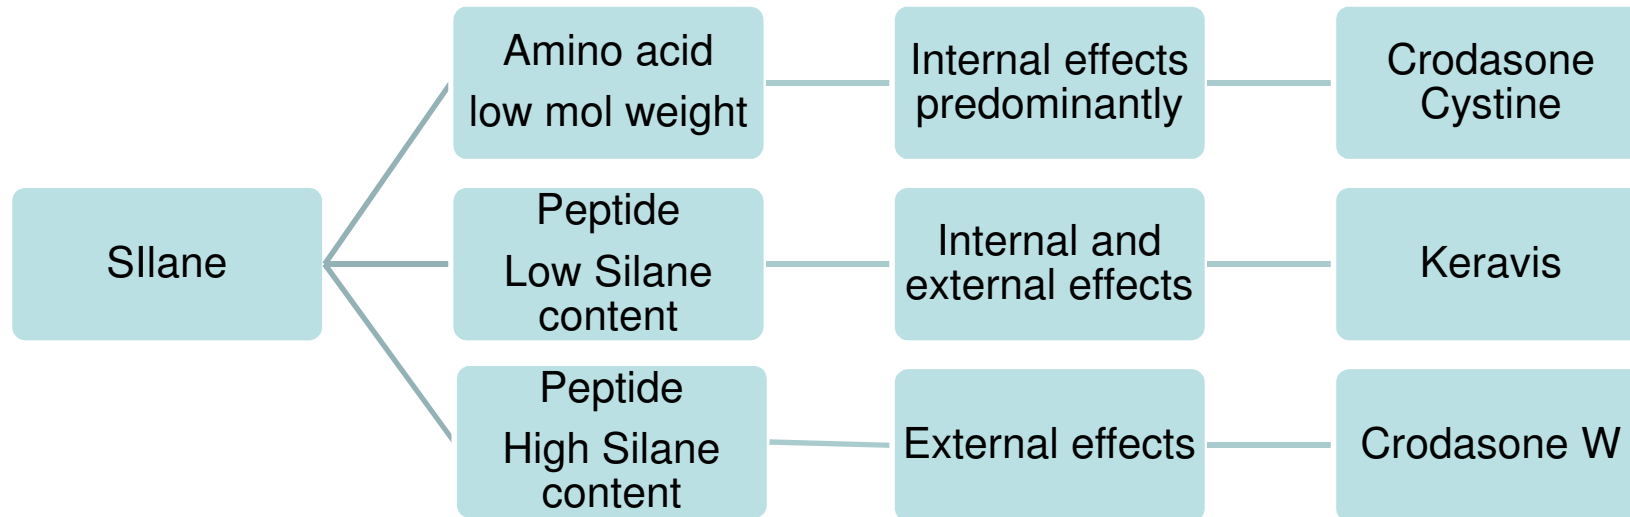 SIlane
Amino acid
low mol weight
Internal effects
predominantly
Crodasone
Cystine
Peptide
Low Silane
content
Internal and
external effects
Keravis
Peptide
High Silane
content
External effects
Crodasone W